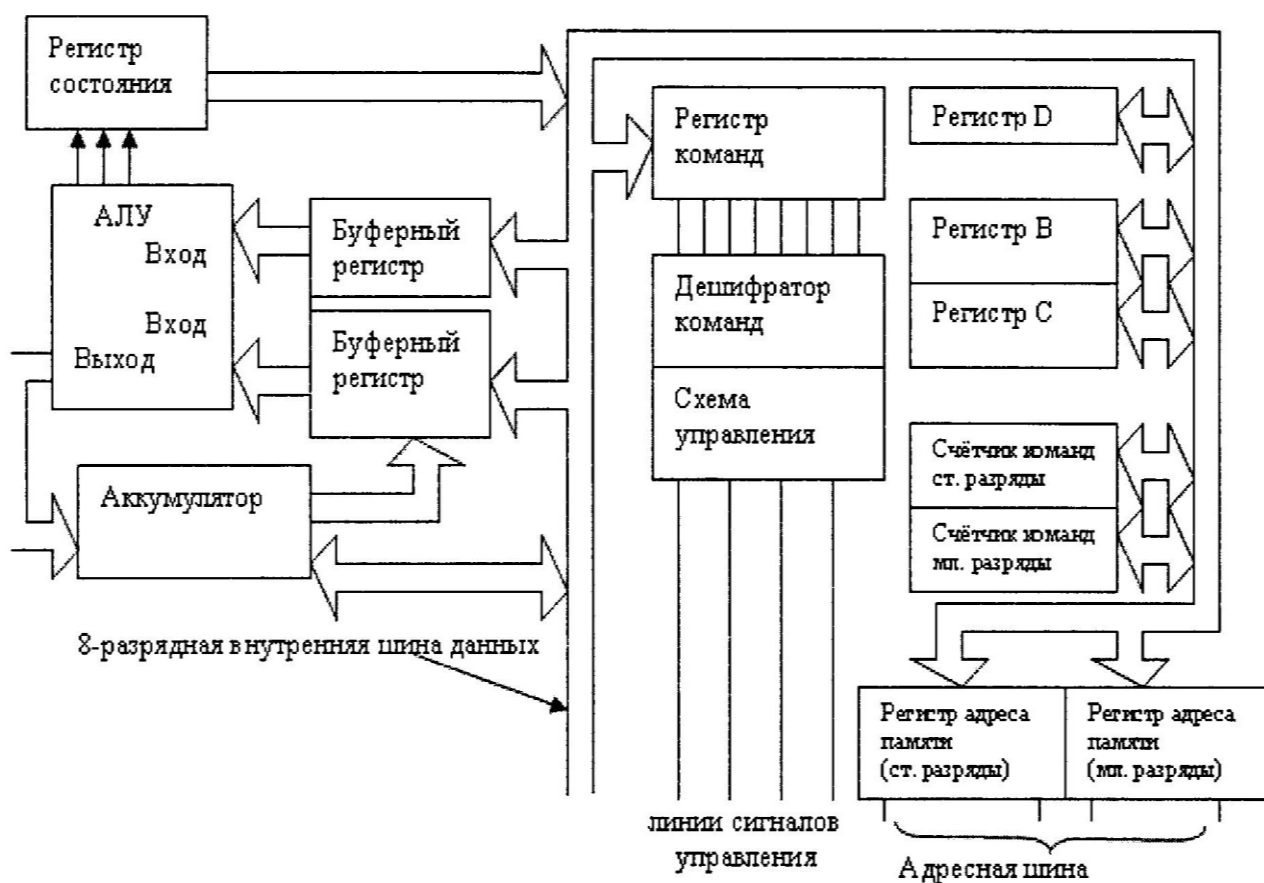 Регистр
состояния
АЛУ
Вход
Вход
Выход
Буферный
регистр
Буферный
регистр
Аккумулятор
8-разрядная внутренняя шина данных
Регистр
команд
Дешифратор
команд
Схема
управления
линии сигналов
управления
Регистр D
Регистр B
Регистр C
Счётчик команд
ст. разряды
Счётчик команд
мл. разряды
Регистр адреса
памяти
(ст. разряды)
Регистр адреса
памяти
(мл. разряды)
Адресная шина